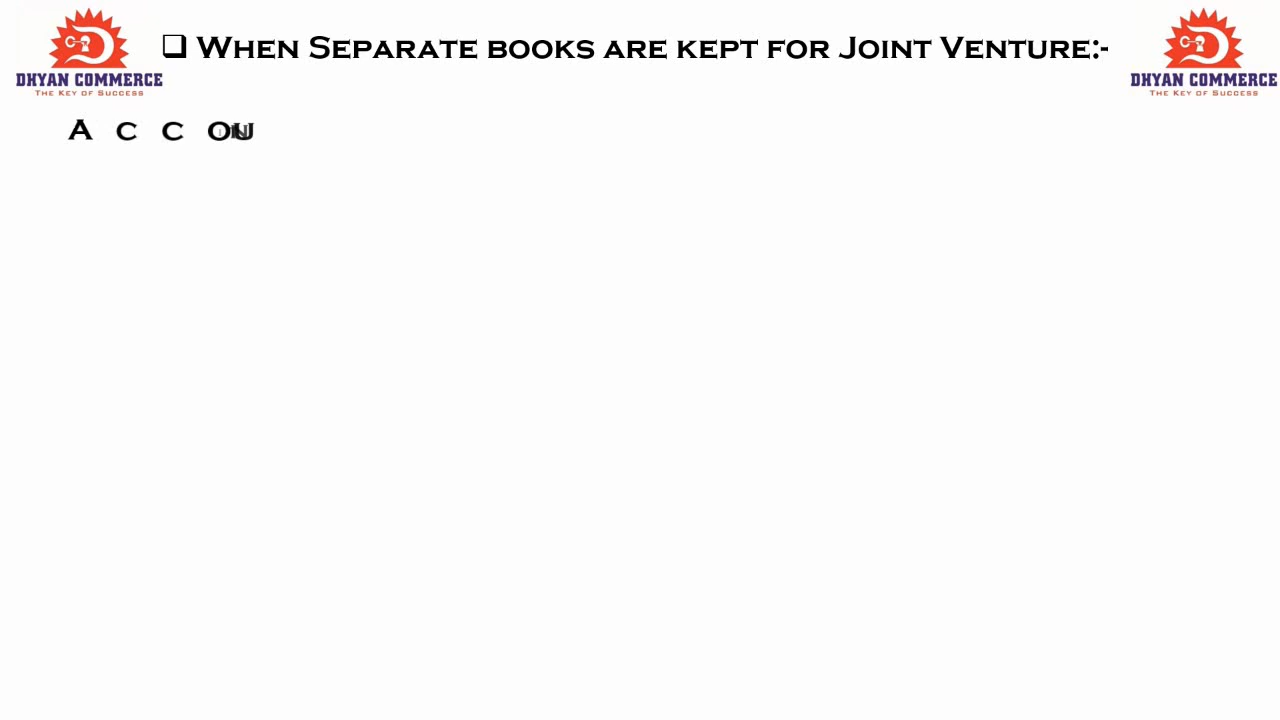 DHYAN COMMERCE
The Key of Success
❑ When Separate books are kept for Joint Venture:-
DHYAN COMMERCE
The Key of Success
A c c o u